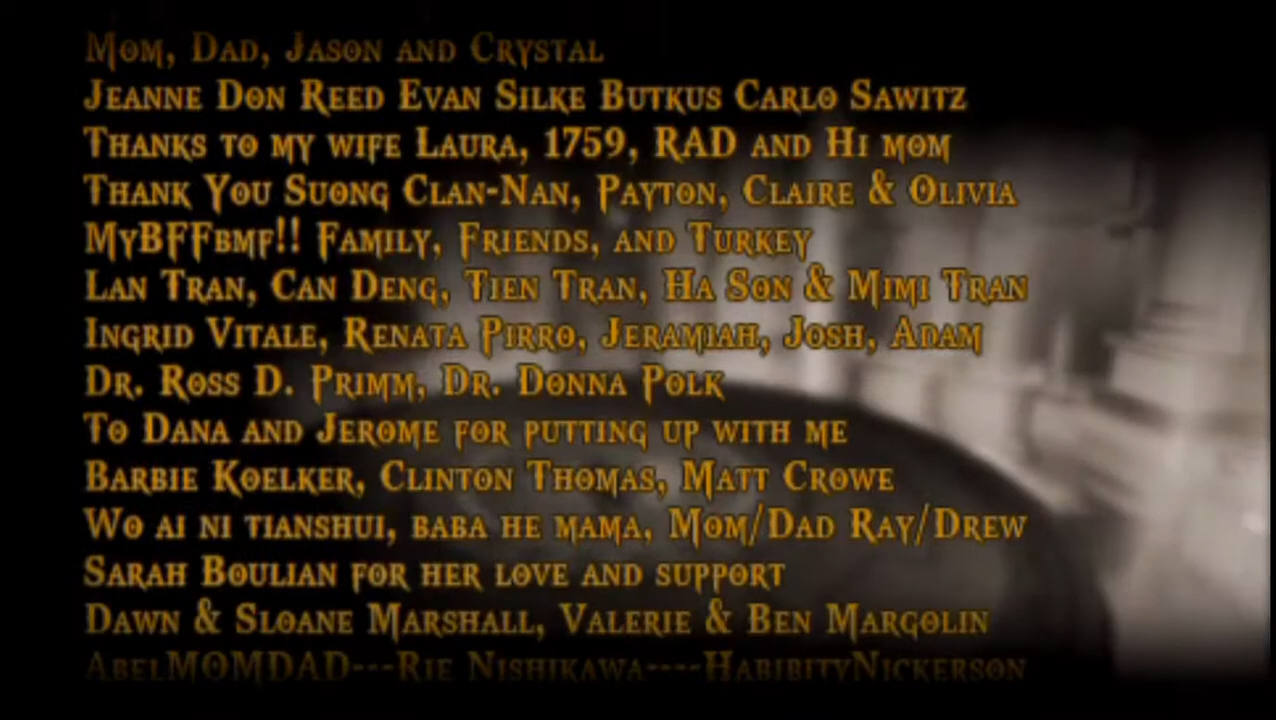 Mom, Dad, Jason and Crystal
Jeanne Don Reed Evan Silke Butkus Carlo Sawitz
Thanks to my wife Laura, 1759, RAD and Hi mom
Thank You Suong Clan-Nan, Payton, Claire & Olivia
MyBFFbmf!! Family, Friends, and Turkey
Lan Tran, Can Deng, Tien Tran, Ha Son & Mimi Tran
Ingrid Vitale, Renata Pirro, Jeramiah, Josh, Adam
Dr. Ross D. Primm, Dr. Donna Polk
To Dana and Jerome for putting up with me
Barbie Koelker, Clinton Thomas, Matt Crowe
Wo ai ni tianshui, baba he mama, Mom/Dad Ray/Drew
Sarah Boulian for her love and support
Dawn & Sloane Marshall, Valerie & Ben Margolin
AbelMOMDAD---Rie Nishikawa----HabibityNickerson